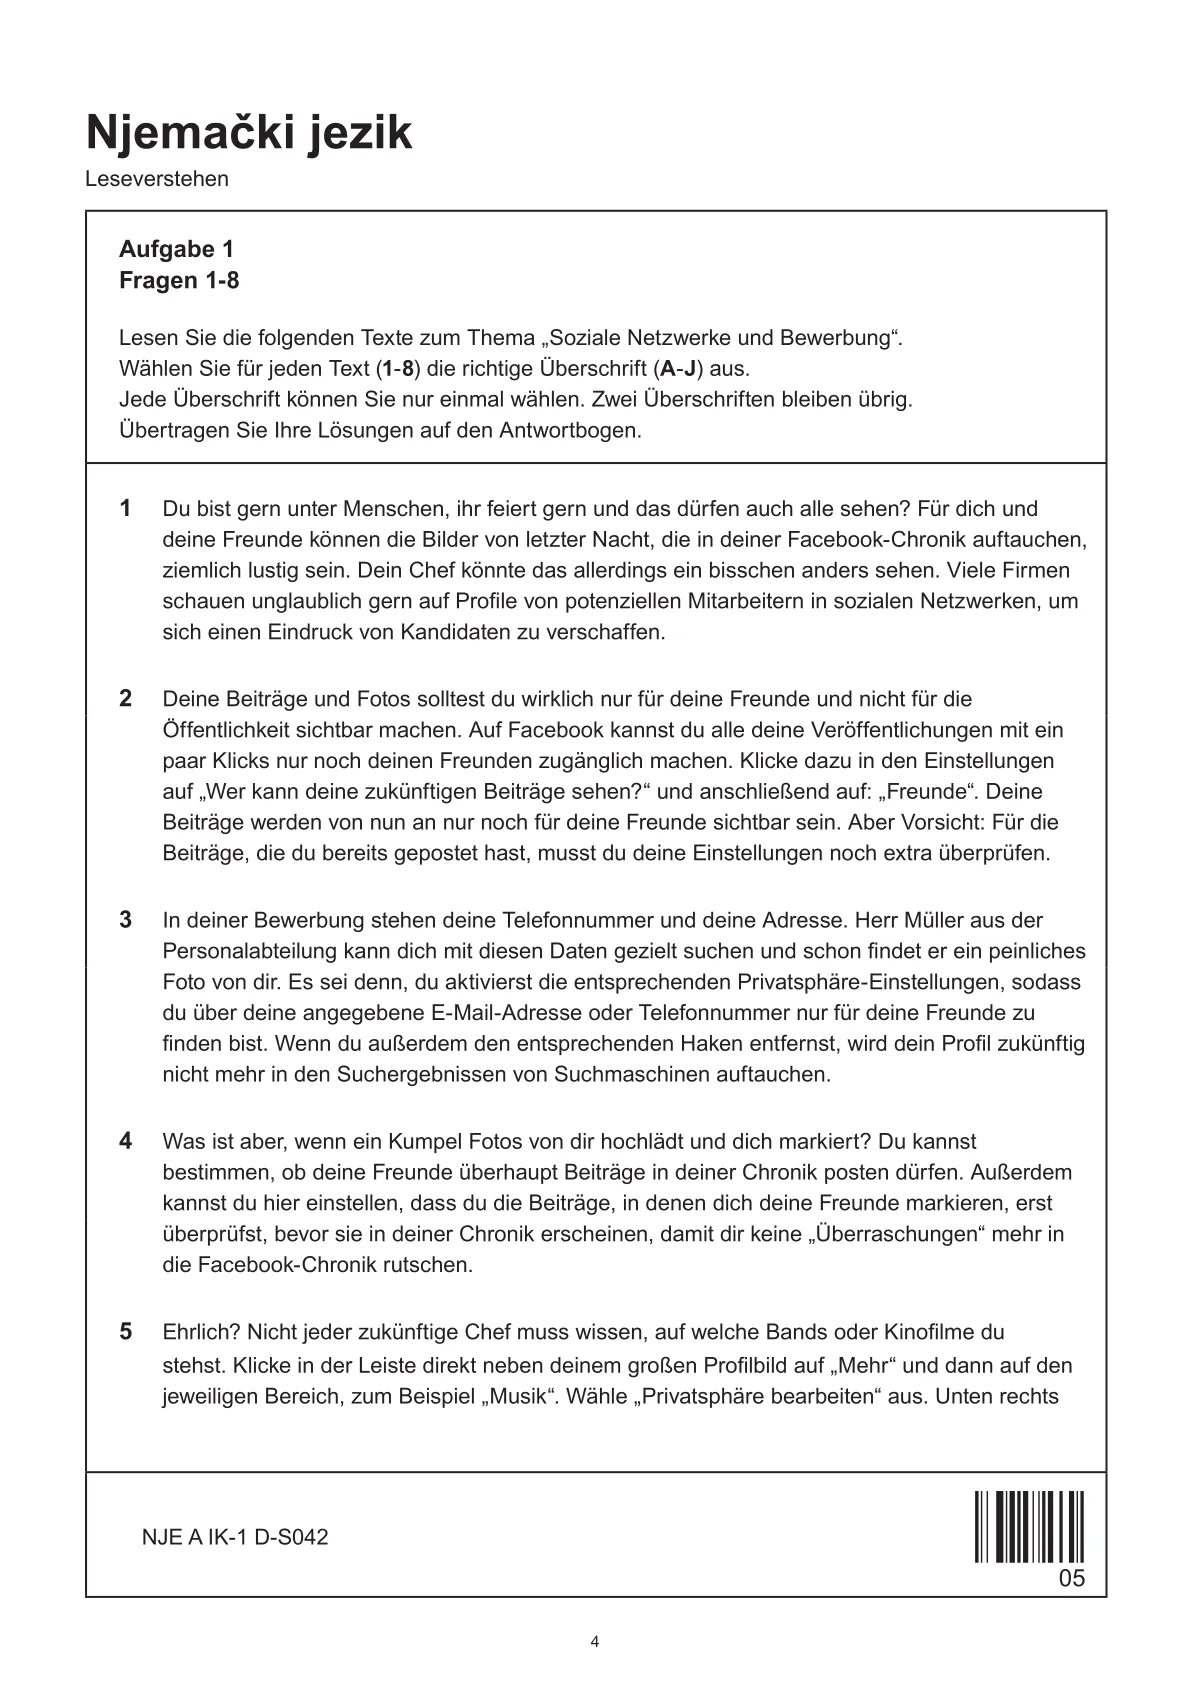 Njemački jezik
Leseverstehen
Aufgabe 1
Fragen 1-8
Lesen Sie die folgenden Texte zum Thema „Soziale Netzwerke und Bewerbung“.
Wählen Sie für jeden Text (1-8) die richtige Überschrift (A-J) aus.
Jede Überschrift können Sie nur einmal wählen. Zwei Überschriften bleiben übrig.
Übertragen Sie Ihre Lösungen auf den Antwortbogen.
1 Du bist gern unter Menschen, ihr feiert gern und das dürfen auch alle sehen? Für dich und
deine Freunde können die Bilder von letzter Nacht, die in deiner Facebook-Chronik auftauchen,
ziemlich lustig sein. Dein Chef könnte das allerdings ein bisschen anders sehen. Viele Firmen
schauen unglaublich gern auf Profile von potenziellen Mitarbeitern in sozialen Netzwerken, um
sich einen Eindruck von Kandidaten zu verschaffen.
2 Deine Beiträge und Fotos solltest du wirklich nur für deine Freunde und nicht für die
Öffentlichkeit sichtbar machen. Auf Facebook kannst du alle deine Veröffentlichungen mit ein
paar Klicks nur noch deinen Freunden zugänglich machen. Klicke dazu in den Einstellungen
auf „Wer kann deine zukünftigen Beiträge sehen?“ und anschließend auf: „Freunde“. Deine
Beiträge werden von nun an nur noch für deine Freunde sichtbar sein. Aber Vorsicht: Für die
Beiträge, die du bereits gepostet hast, musst du deine Einstellungen noch extra überprüfen.
3 In deiner Bewerbung stehen deine Telefonnummer und deine Adresse. Herr Müller aus der
Personalabteilung kann dich mit diesen Daten gezielt suchen und schon findet er ein peinliches
Foto von dir. Es sei denn, du aktivierst die entsprechenden Privatsphäre-Einstellungen, sodass
du über deine angegebene E-Mail-Adresse oder Telefonnummer nur für deine Freunde zu
finden bist. Wenn du außerdem den entsprechenden Haken entfernst, wird dein Profil zukünftig
nicht mehr in den Suchergebnissen von Suchmaschinen auftauchen.
4 Was ist aber, wenn ein Kumpel Fotos von dir hochlädt und dich markiert? Du kannst
bestimmen, ob deine Freunde überhaupt Beiträge in deiner Chronik posten dürfen. Außerdem
kannst du hier einstellen, dass du die Beiträge, in denen dich deine Freunde markieren, erst
überprüfst, bevor sie in deiner Chronik erscheinen, damit dir keine „Überraschungen“ mehr in
die Facebook-Chronik rutschen.
5 Ehrlich? Nicht jeder zukünftige Chef muss wissen, auf welche Bands oder Kinofilme du
stehst. Klicke in der Leiste direkt neben deinem großen Profilbild auf „Mehr“ und dann auf den
jeweiligen Bereich, zum Beispiel „Musik“. Wähle „Privatsphäre bearbeiten“ aus. Unten rechts
NJE A IK-1 D-S042
05
4